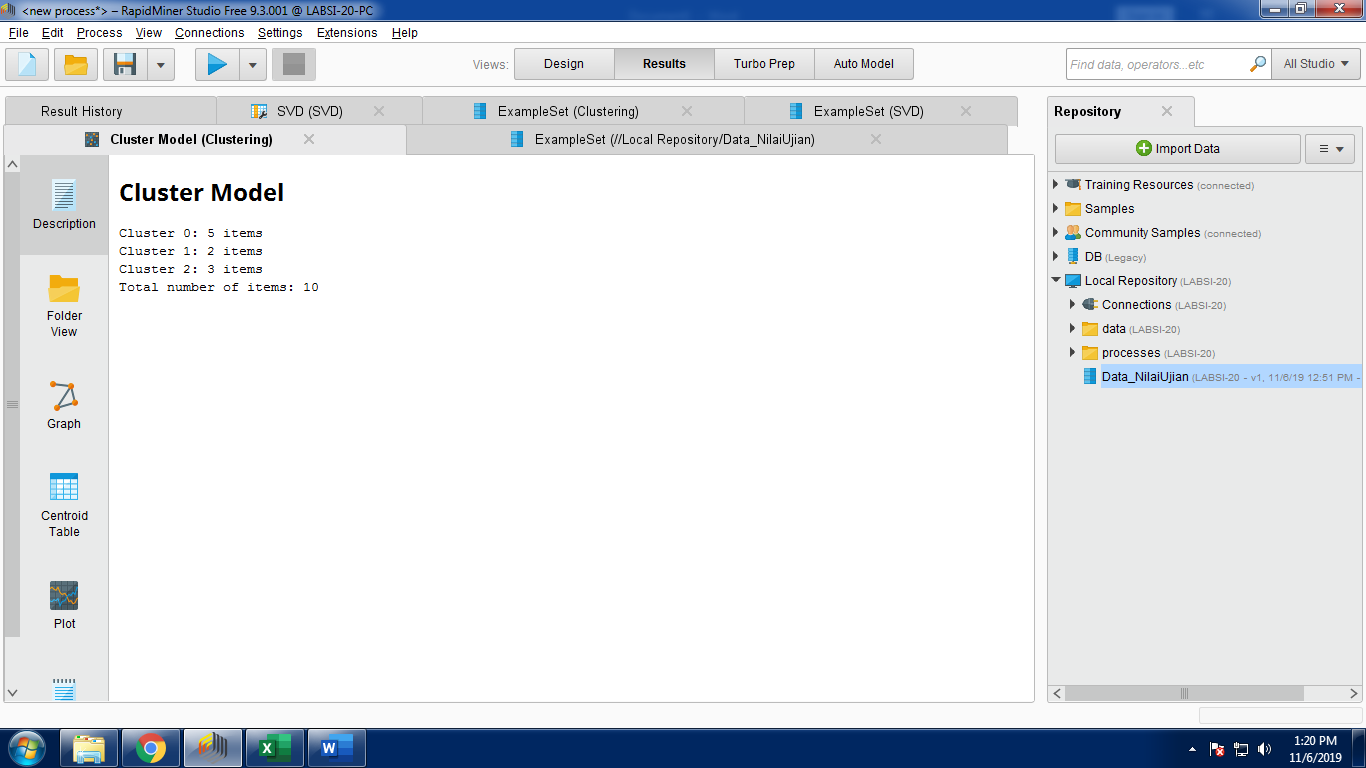 <new process*> – RapidMiner Studio Free 9.3.001 @ LABSI-20-PC
File Edit Process View Connections Settings Extensions Help
Views: Design Results Turbo Prep Auto Model
Find data, operators...etc
All Studio
Result History
SVD (SVD)
ExampleSet (Clustering)
ExampleSet (SVD)
Cluster Model (Clustering)
ExampleSet (//Local Repository/Data_NilaiUjian)
Description
Folder
View
Graph
Centroid
Table
Plot
Cluster Model
Cluster 0: 5 items
Cluster 1: 2 items
Cluster 2: 3 items
Total number of items: 10
Repository
Import Data
Training Resources (connected)
Samples
Community Samples (connected)
DB (Legacy)
Local Repository (LABSI-20)
Connections (LABSI-20)
data (LABSI-20)
processes (LABSI-20)
Data_NilaiUjian (LABSI-20 - v1, 11/6/19 12:51 PM -
1:20 PM
11/6/2019